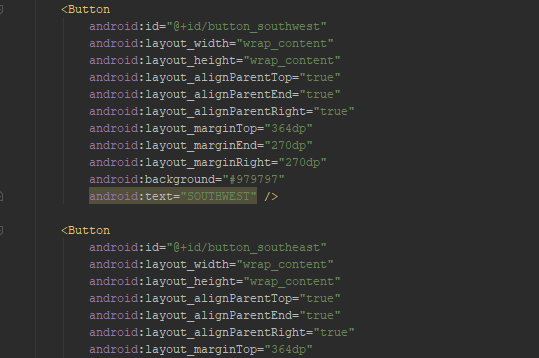 <Button
android:id="@+id/button_southwest"
android:layout_width="wrap_content"
android:layout_height="wrap_content"
android:layout_alignParentTop="true"
android:layout_alignParentEnd="true"
android:layout_alignParentRight="true"
android:layout_marginTop="364dp"
android:layout_marginEnd="270dp"
android:layout_marginRight="270dp"
android:background="#979797"
android:text="SOUTHWEST" />
<Button
android:id="@+id/button_southeast"
android:layout_width="wrap_content"
android:layout_height="wrap_content"
android:layout_alignParentTop="true"
android:layout_alignParentEnd="true"
android:layout_alignParentRight="true"
android:layout_marginTop="364dp"